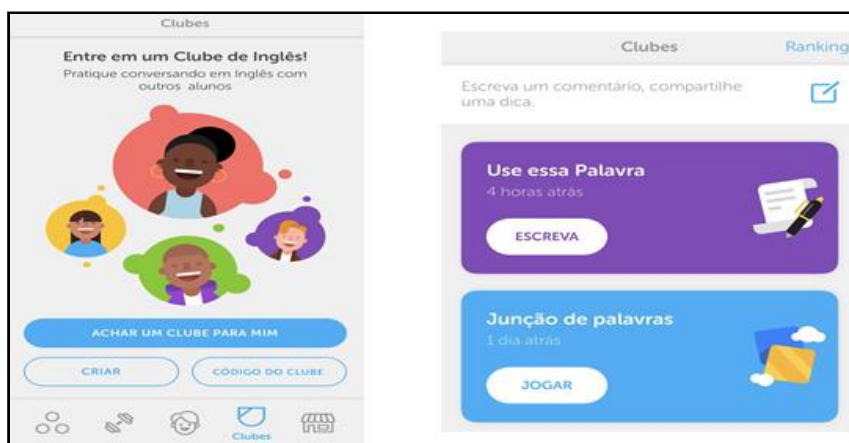 Clubes
Entre em um Clube de Inglês!
Pratique conversando em Inglês com
outros alunos
ACHAR UM CLUBE PARA MIM
CRIAR
CÓDIGO DO CLUBE
Clubes
Clubes
Ranking
Escreva um comentário, compartilhe
uma dica.
Use essa Palavra
4 horas atrás
ESCREVA
Junção de palavras
1 dia atrás
JOGAR